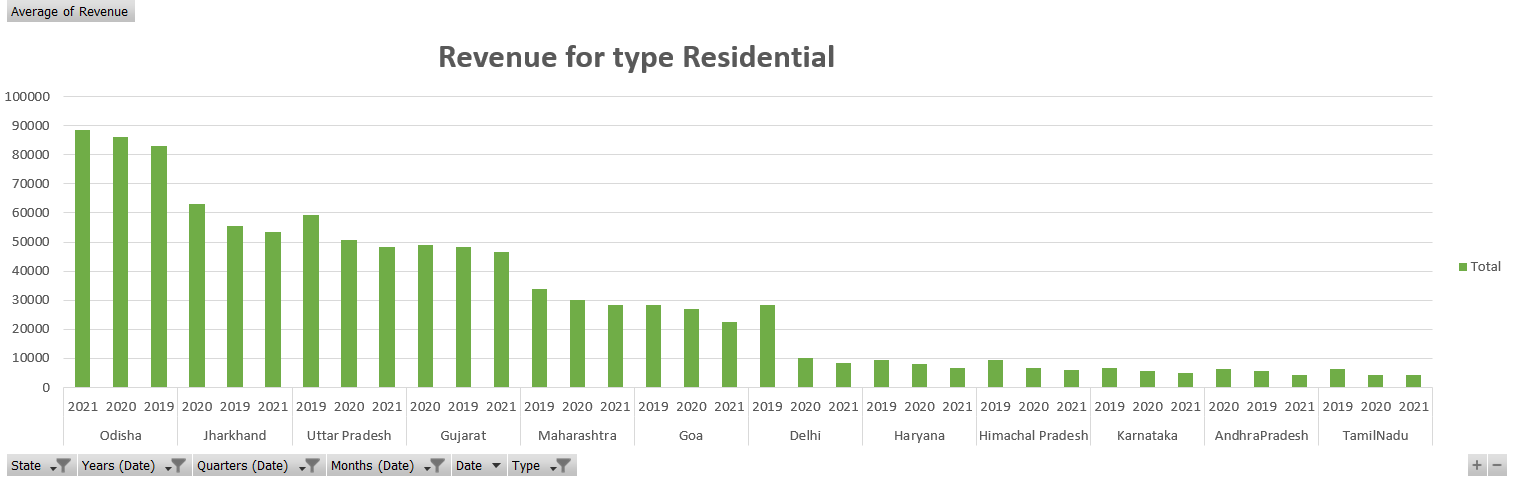 Average of Revenue
Revenue for type Residential
100000
90000
80000
70000
60000
50000
40000
30000
20000
10000
0
Total
2021 2020 2019 2020 2019 2021 2019 2020 2021 2020 2019 2021 2019 2020 2021 2019 2020 2021 2019 2020 2021 2019 2020 2021 2019 2020 2021 2019 2020 2021 2020 2019 2021 2019 2020 2021
Odisha Jharkhand Uttar Pradesh Gujarat Maharashtra Goa Delhi Haryana Himachal Pradesh Karnataka AndhraPradesh TamilNadu
State Years (Date) Quarters (Date) Months (Date) Date Type + −